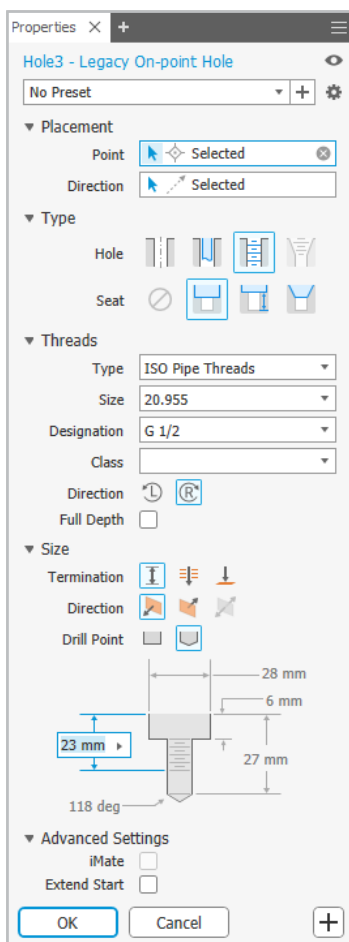 Properties
Hole3 - Legacy On-point Hole
No Preset
Placement
Point Selected
Direction Selected
Type
Hole
Seat
Threads
Type ISO Pipe Threads
Size 20.955
Designation G 1/2
Class
Direction L R
Full Depth
Size
Termination
Direction
Drill Point
28 mm
6 mm
23 mm
27 mm
118 deg
Advanced Settings
iMate
Extend Start
OK Cancel